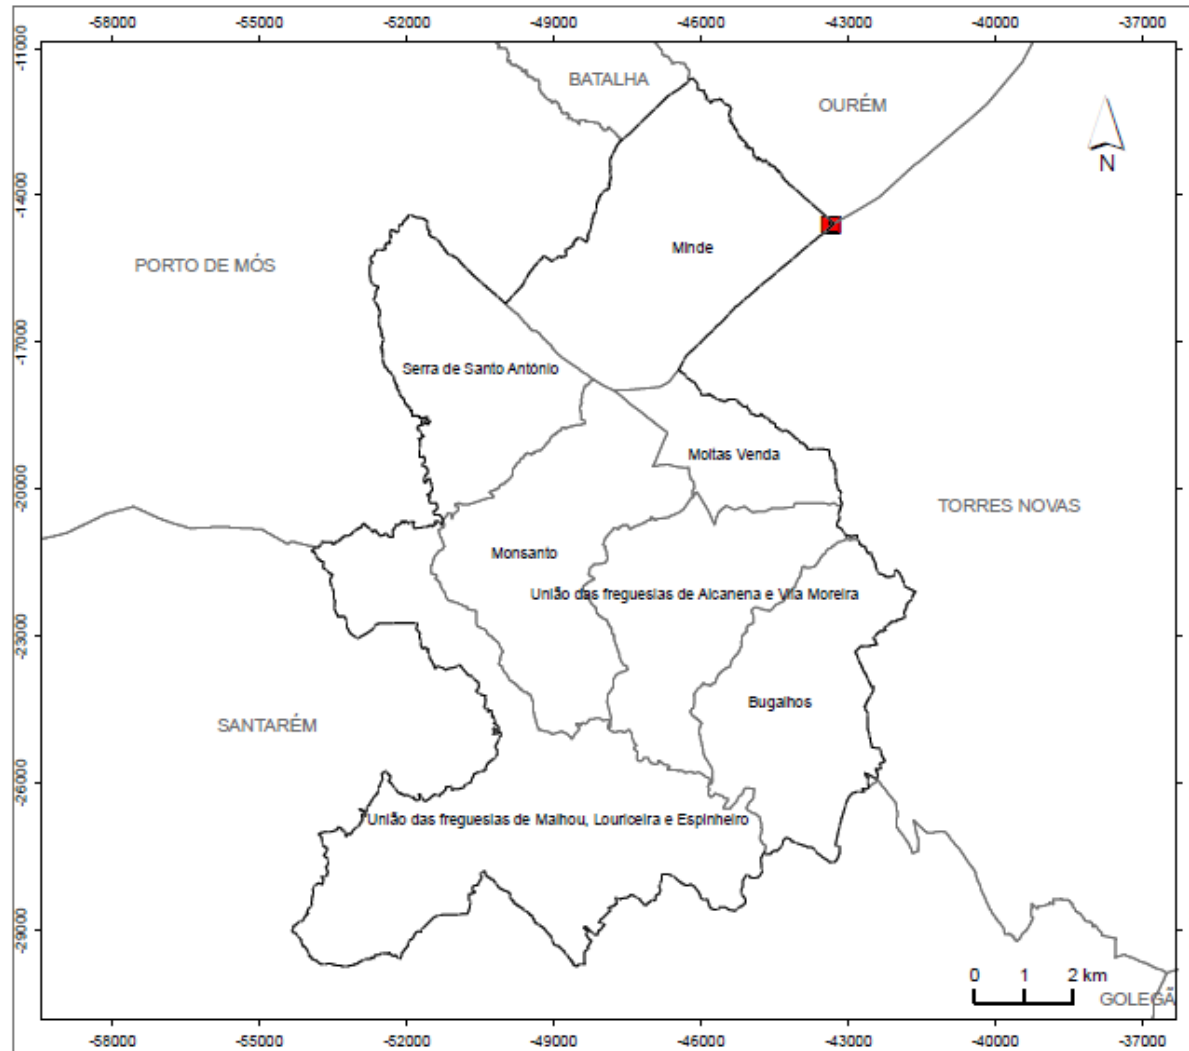 -58000 -55000 -52000 -49000 -46000 -43000 -40000 -37000
-11000
BATALHA
OURÉM
N
-14000
Minde
PORTO DE MÓS
-17000
Serra de Santo António
Moitas Venda
-20000
TORRES NOVAS
Monsanto
União das freguesias de Alcanena e Vila Moreira
-23000
Bugalhos
SANTARÉM
-26000
União das freguesias de Malhou, Louriceira e Espinheiro
-29000
0 1 2 km
GOLEGÃ
-58000 -55000 -52000 -49000 -46000 -43000 -40000 -37000